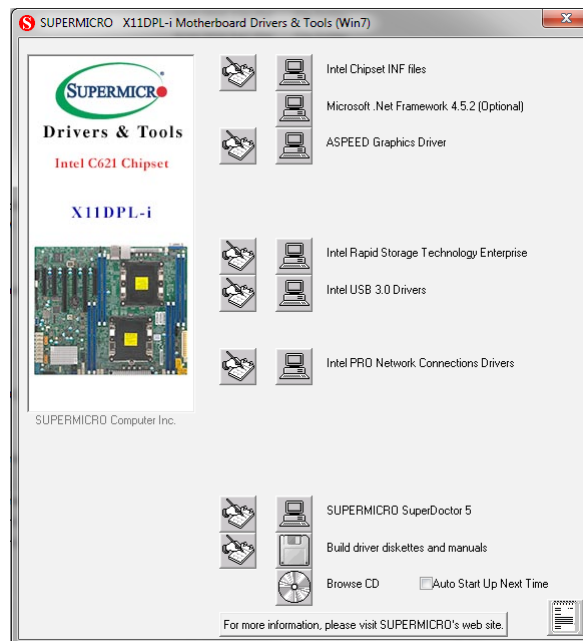 SUPERMICRO X11DPL-i Motherboard Drivers & Tools (Win7)
SUPERMICR
Drivers & Tools
Intel C621 Chipset
X11DPL-i
SUPERMICRO Computer Inc.
Intel Chipset INF files
Microsoft .Net Framework 4.5.2 (Optional)
ASPEED Graphics Driver
Intel Rapid Storage Technology Enterprise
Intel USB 3.0 Drivers
Intel PRO Network Connections Drivers
SUPERMICRO SuperDoctor 5
Build driver diskettes and manuals
Browse CD
Auto Start Up Next Time
For more information, please visit SUPERMICRO's web site.